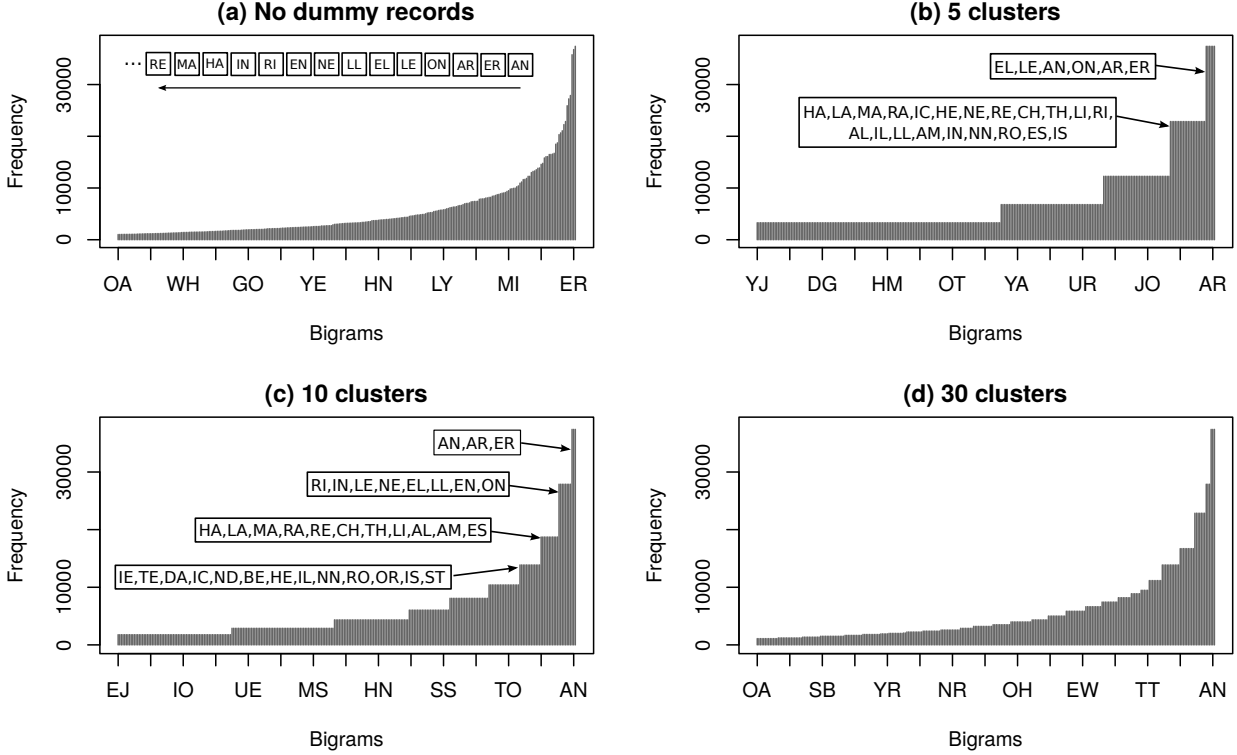 (a) No dummy records
Frequency
0 10000 30000
··· RE MA HA IN RI EN NE LL EL LE ON AR ER AN
OA WH GO YE HN LY MI ER
Bigrams
(b) 5 clusters
Frequency
0 10000 30000
EL,LE,AN,ON,AR,ER
HA,LA,MA,RA,IC,HE,NE,RE,CH,TH,LI,RI,
AL,IL,LL,AM,IN,NN,RO,ES,IS
YJ DG HM OT YA UR JO AR
Bigrams
(c) 10 clusters
Frequency
0 10000 30000
AN,AR,ER
RI,IN,LE,NE,EL,LL,EN,ON
HA,LA,MA,RA,RE,CH,TH,LI,AL,AM,ES
IE,TE,DA,IC,ND,BE,HE,IL,NN,RO,OR,IS,ST
EJ IO UE MS HN SS TO AN
Bigrams
(d) 30 clusters
Frequency
0 10000 30000
OA SB YR NR OH EW TT AN
Bigrams